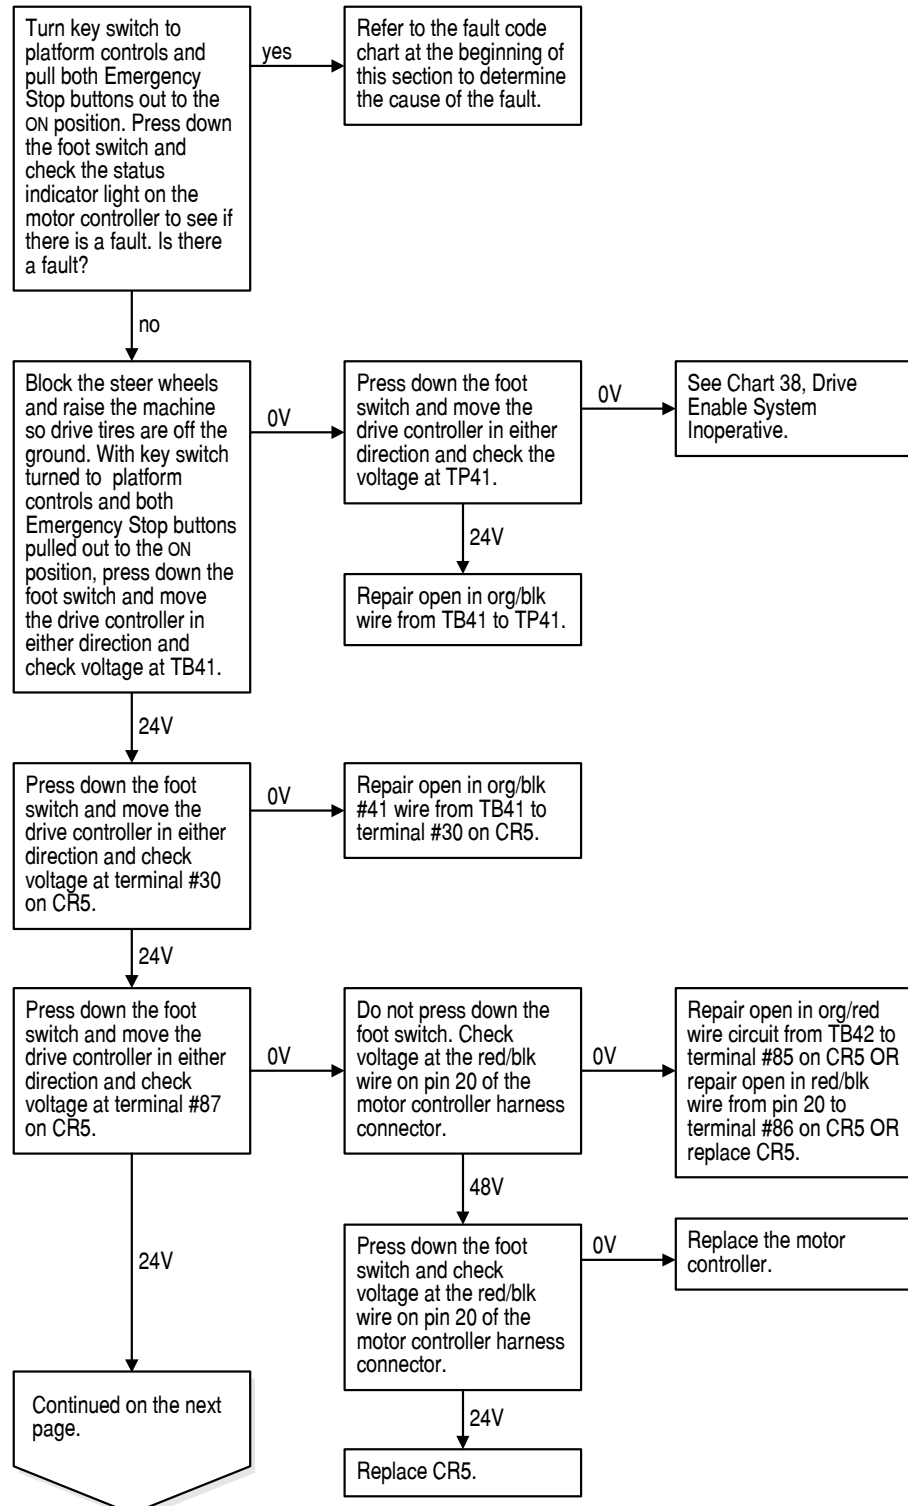 Turn key switch to
platform controls and
pull both Emergency
Stop buttons out to the
ON position. Press down
the foot switch and
check the status
indicator light on the
motor controller to see if
there is a fault. Is there
a fault?
yes
Refer to the fault code
chart at the beginning of
this section to determine
the cause of the fault.
no
Block the steer wheels
and raise the machine
so drive tires are off the
ground. With key switch
turned to platform
controls and both
Emergency Stop buttons
pulled out to the ON
position, press down the
foot switch and move
the drive controller in
either direction and
check voltage at TB41.
0V
Press down the foot
switch and move the
drive controller in either
direction and check the
voltage at TP41.
0V
See Chart 38, Drive
Enable System
Inoperative.
24V
Repair open in org/blk
wire from TB41 to TP41.
24V
Press down the foot
switch and move the
drive controller in either
direction and check
voltage at terminal #30
on CR5.
0V
Repair open in org/blk
#41 wire from TB41 to
terminal #30 on CR5.
24V
Press down the foot
switch and move the
drive controller in either
direction and check
voltage at terminal #87
on CR5.
0V
Do not press down the
foot switch. Check
voltage at the red/blk
wire on pin 20 of the
motor controller harness
connector.
0V
Repair open in org/red
wire circuit from TB42 to
terminal #85 on CR5 OR
repair open in red/blk
wire from pin 20 to
terminal #86 on CR5 OR
replace CR5.
48V
Press down the foot
switch and check
voltage at the red/blk
wire on pin 20 of the
motor controller harness
connector.
0V
Replace the motor
controller.
24V
Replace CR5.
24V
Continued on the next
page.